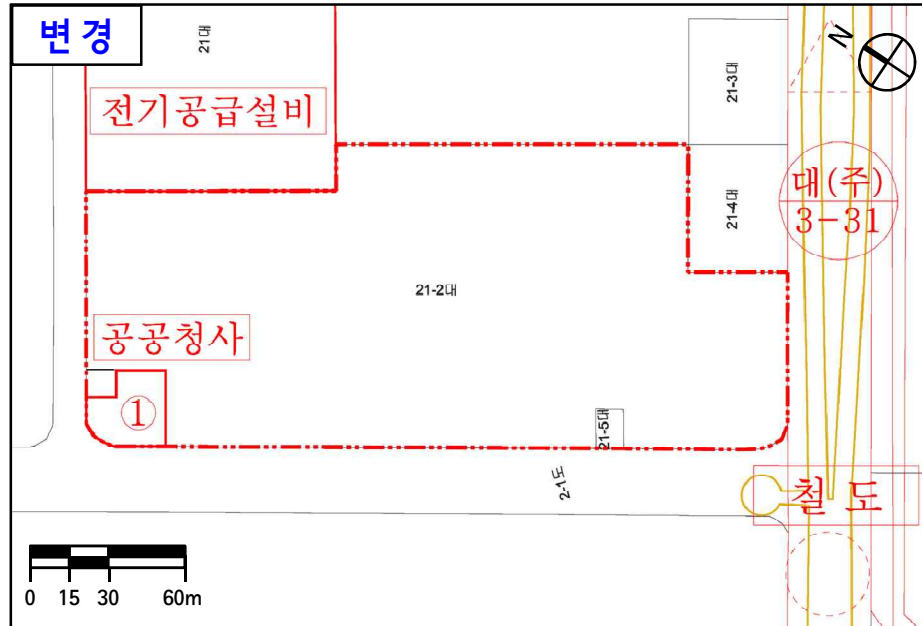 변 경
21대
전기공급설비
21-3대
N
21-4대
대(주)
3-31
21-2대
공공청사
①
21-5대
2-1도
철 도
0 15 30 60m